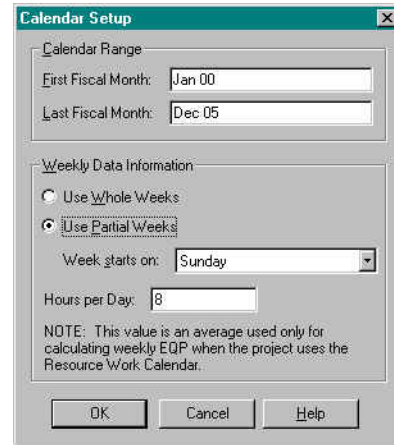 Calendar Setup
Calendar Range
First Fiscal Month: Jan 00
Last Fiscal Month: Dec 05
Weekly Data Information
Use Whole Weeks
Use Partial Weeks
Week starts on: Sunday
Hours per Day: 8
NOTE: This value is an average used only for
calculating weekly EQP when the project uses the
Resource Work Calendar.
OK Cancel Help